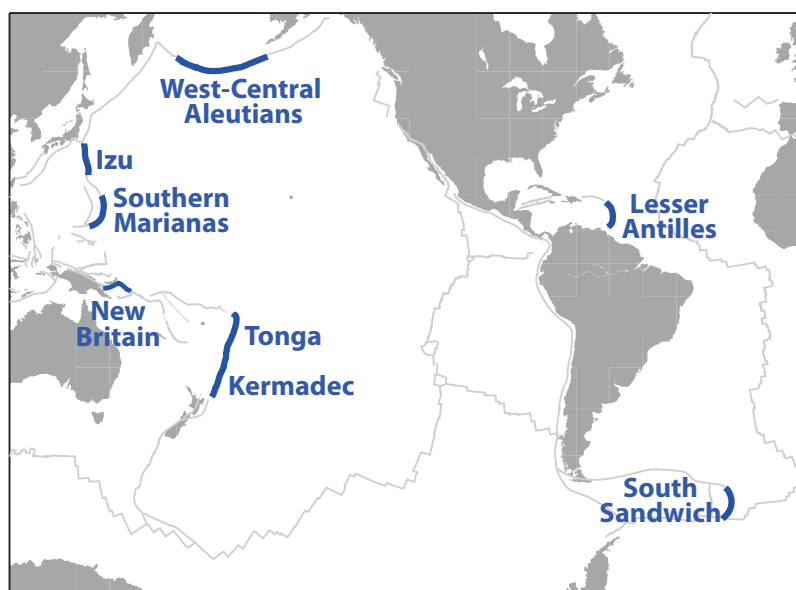 West-Central
Aleutians
Izu
Southern
Marianas
Lesser
Antilles
New
Britain
Tonga
Kermadec
South
Sandwich